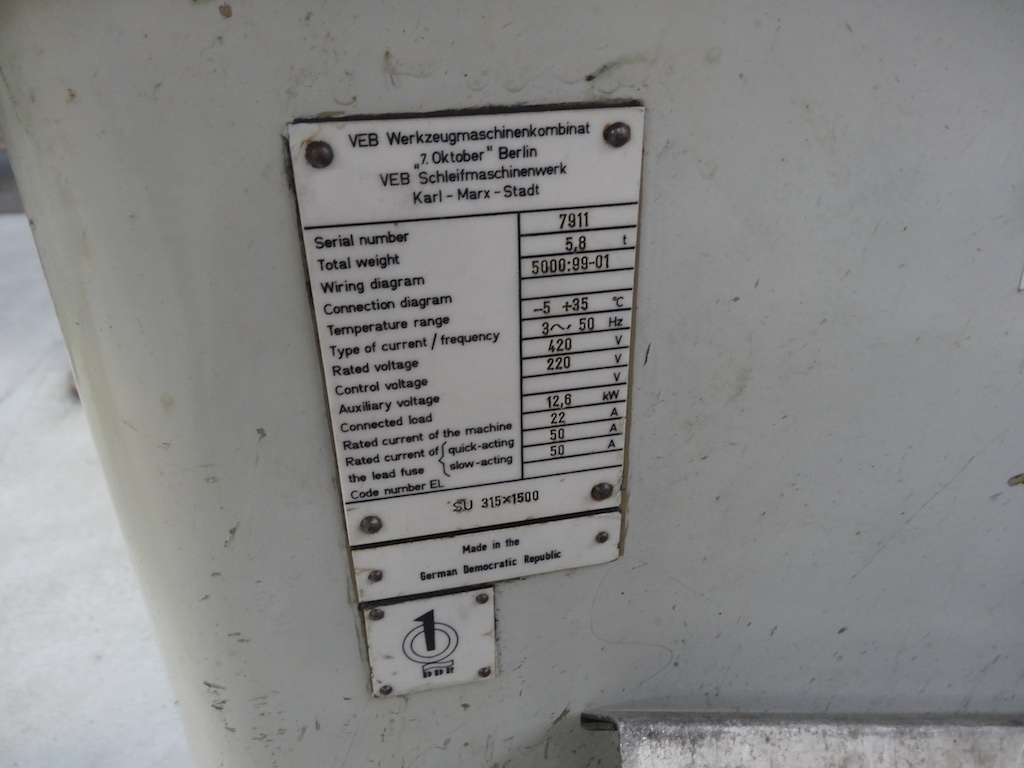 VEB Werkzeugmaschinenkombinat
"7. Oktober" Berlin
VEB Schleifmaschinenwerk
Karl-Marx-Stadt
Serial number 7911
Total weight 5,8 t
Wiring diagram 5000:99-01
Connection diagram
Temperature range -5 +35 °C
Type of current / frequency 3~, 50 Hz
Rated voltage 420 V
Control voltage 220 V
Auxiliary voltage V
Connected load 12,6 kW
Rated current of the machine 22 A
Rated current of the lead fuse { quick-acting 50 A
slow-acting 50 A
Code number EL
SU 315×1500
Made in the
German Democratic Republic
1
DDR